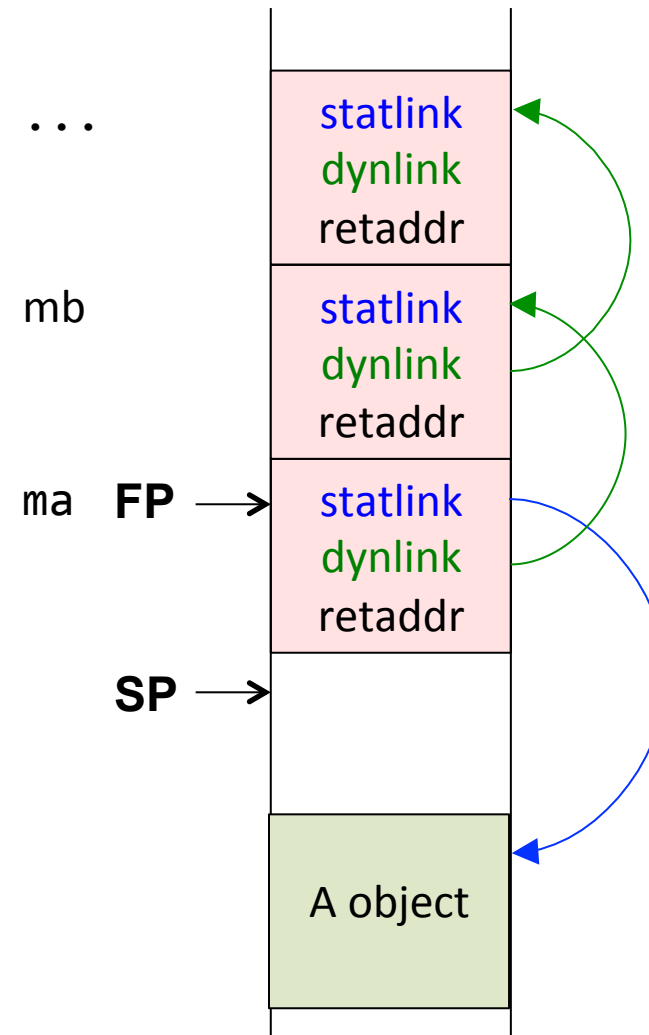 ...
statlink
dynlink
retaddr
mb
statlink
dynlink
retaddr
ma FP statlink
dynlink
retaddr
SP
A object